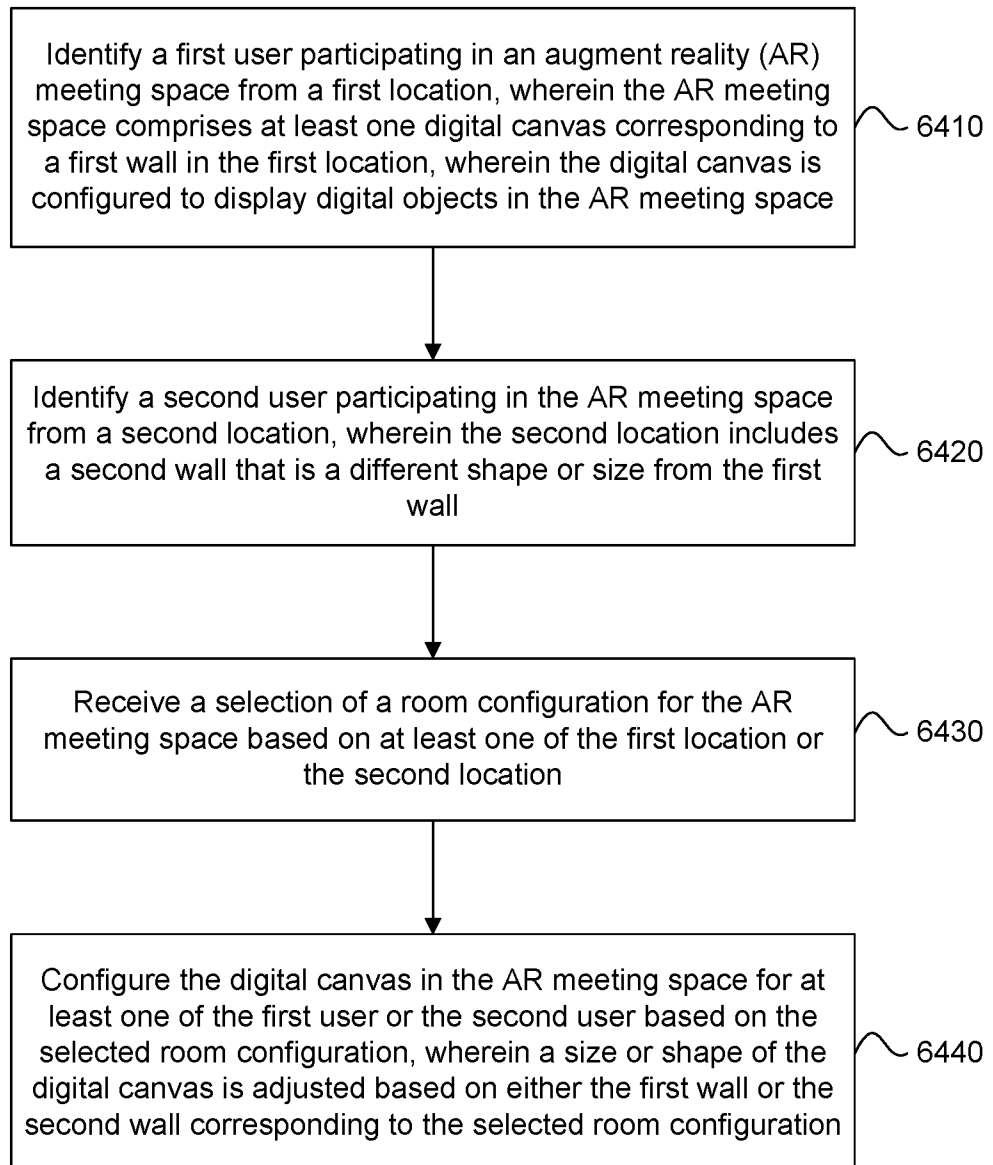 Identify a first user participating in an augment reality (AR)
meeting space from a first location, wherein the AR meeting
space comprises at least one digital canvas corresponding to
a first wall in the first location, wherein the digital canvas is
configured to display digital objects in the AR meeting space
6410
Identify a second user participating in the AR meeting space
from a second location, wherein the second location includes
a second wall that is a different shape or size from the first
wall
6420
Receive a selection of a room configuration for the AR
meeting space based on at least one of the first location or
the second location
6430
Configure the digital canvas in the AR meeting space for at
least one of the first user or the second user based on the
selected room configuration, wherein a size or shape of the
digital canvas is adjusted based on either the first wall or the
second wall corresponding to the selected room configuration
6440